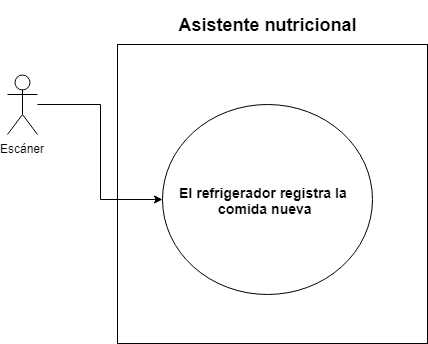 Asistente nutricional
Escáner
El refrigerador registra la
comida nueva